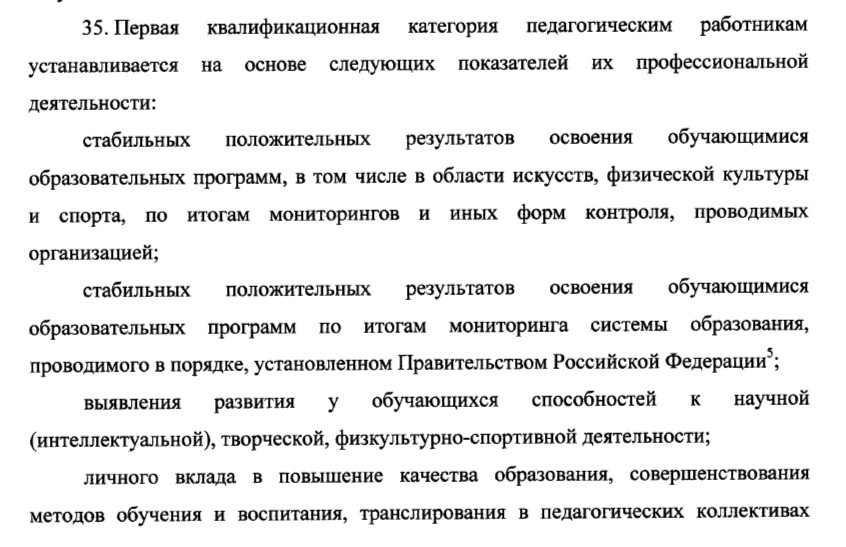 35. Первая квалификационная категория педагогическим работникам
устанавливается на основе следующих показателей их профессиональной
деятельности:
стабильных положительных результатов освоения обучающимися
образовательных программ, в том числе в области искусств, физической культуры
и спорта, по итогам мониторингов и иных форм контроля, проводимых
организацией;
стабильных положительных результатов освоения обучающимися
образовательных программ по итогам мониторинга системы образования,
проводимого в порядке, установленном Правительством Российской Федерации⁵;
выявления развития у обучающихся способностей к научной
(интеллектуальной), творческой, физкультурно-спортивной деятельности;
личного вклада в повышение качества образования, совершенствования
методов обучения и воспитания, транслирования в педагогических коллективах